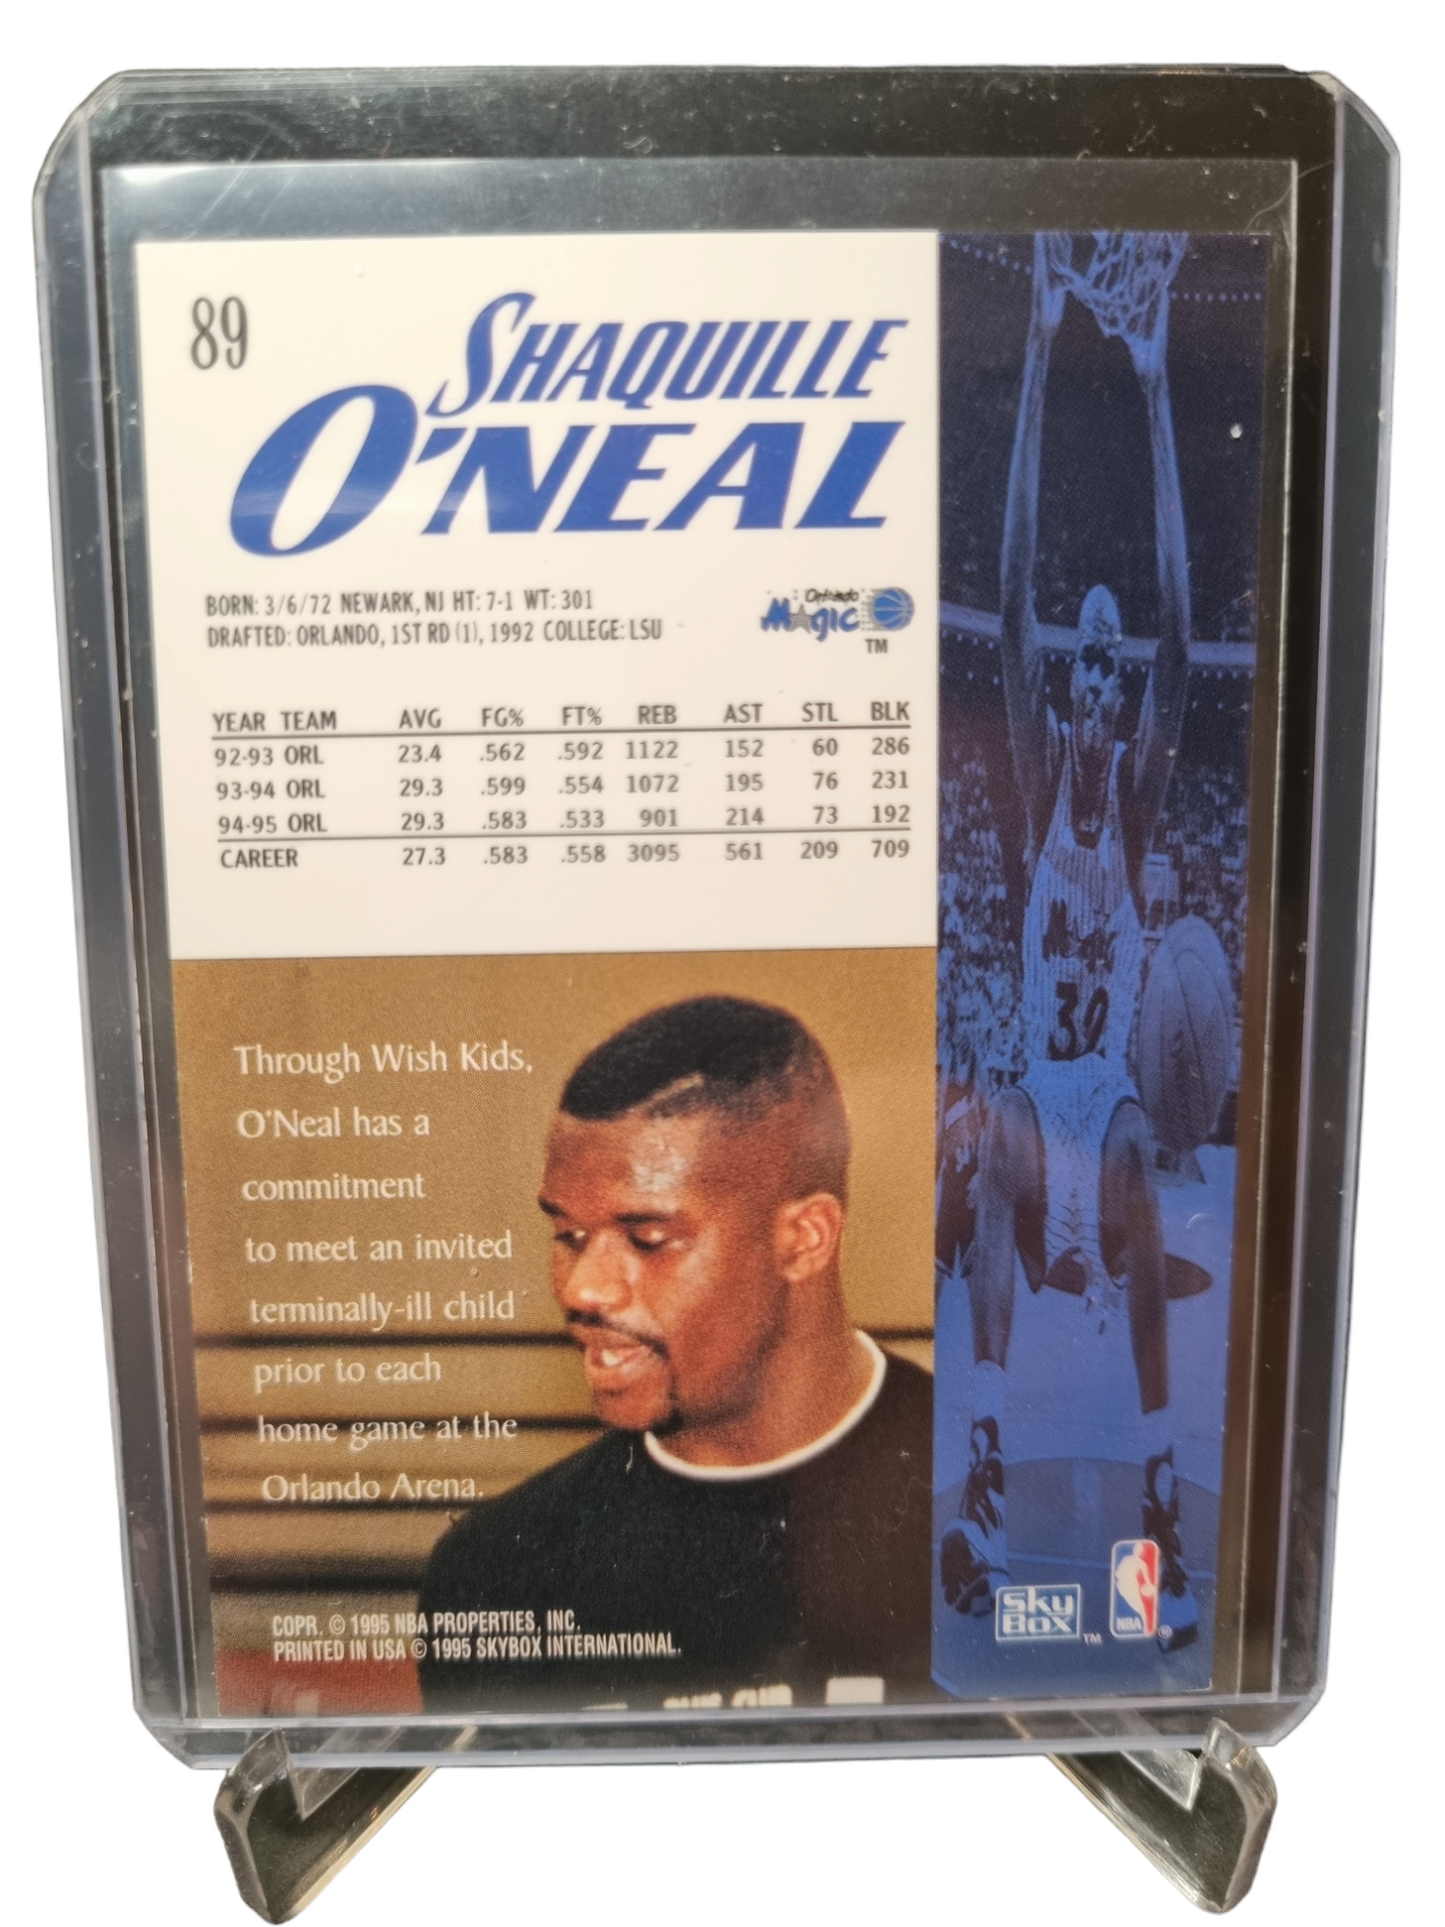 89
SHAQUILLE
O'NEAL
BORN: 3/6/72 NEWARK, NJ HT: 7-1 WT: 301
DRAFTED: ORLANDO, 1ST RD (1), 1992 COLLEGE: LSU
Orlando
Magic
TM
YEAR TEAM AVG FG% FT% REB AST STL BLK
92-93 ORL 23.4 .562 .592 1122 152 60 286
93-94 ORL 29.3 .599 .554 1072 195 76 231
94-95 ORL 29.3 .583 .533 901 214 73 192
CAREER 27.3 .583 .558 3095 561 209 709
Through Wish Kids,
O'Neal has a
commitment
to meet an invited
terminally-ill child
prior to each
home game at the
Orlando Arena.
COPR. © 1995 NBA PROPERTIES, INC.
PRINTED IN USA © 1995 SKYBOX INTERNATIONAL.
Magic
32
Sky
Box TM
NBA ®